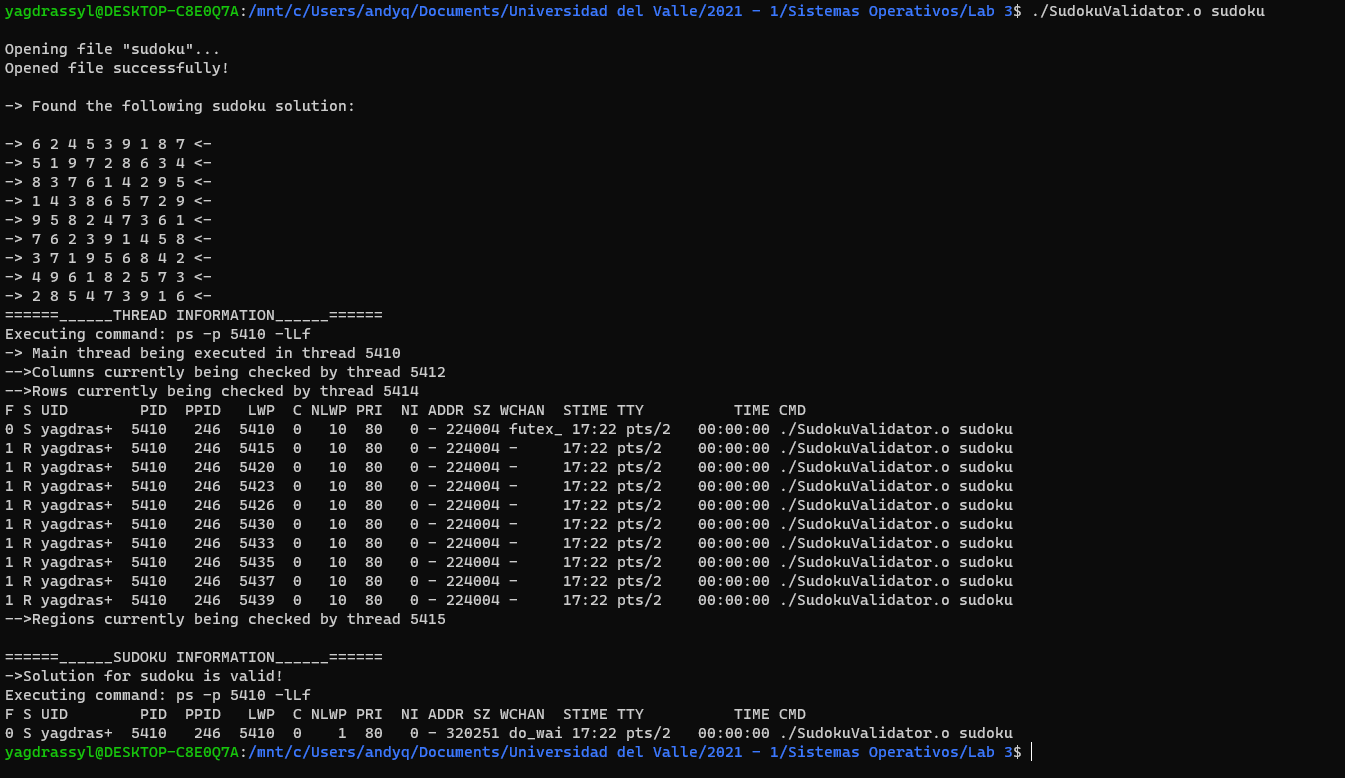 yagdrassyl@DESKTOP-C8E0Q7A:/mnt/c/Users/andyq/Documents/Universidad del Valle/2021 - 1/Sistemas Operativos/Lab 3$ ./SudokuValidator.o sudoku
Opening file "sudoku"...
Opened file successfully!
-> Found the following sudoku solution:
-> 6 2 4 5 3 9 1 8 7 <-
-> 5 1 9 7 2 8 6 3 4 <-
-> 8 3 7 6 1 4 2 9 5 <-
-> 1 4 3 8 6 5 7 2 9 <-
-> 9 5 8 2 4 7 3 6 1 <-
-> 7 6 2 3 9 1 4 5 8 <-
-> 3 7 1 9 5 6 8 4 2 <-
-> 4 9 6 1 8 2 5 7 3 <-
-> 2 8 5 4 7 3 9 1 6 <-
======______THREAD INFORMATION______======
Executing command: ps -p 5410 -lLf
-> Main thread being executed in thread 5410
-->Columns currently being checked by thread 5412
-->Rows currently being checked by thread 5414
F S UID        PID  PPID   LWP  C NLWP PRI  NI ADDR SZ WCHAN  STIME TTY          TIME CMD
0 S yagdras+  5410   246  5410  0   10  80   0 - 224004 futex_ 17:22 pts/2   00:00:00 ./SudokuValidator.o sudoku
1 R yagdras+  5410   246  5415  0   10  80   0 - 224004 -     17:22 pts/2    00:00:00 ./SudokuValidator.o sudoku
1 R yagdras+  5410   246  5420  0   10  80   0 - 224004 -     17:22 pts/2    00:00:00 ./SudokuValidator.o sudoku
1 R yagdras+  5410   246  5423  0   10  80   0 - 224004 -     17:22 pts/2    00:00:00 ./SudokuValidator.o sudoku
1 R yagdras+  5410   246  5426  0   10  80   0 - 224004 -     17:22 pts/2    00:00:00 ./SudokuValidator.o sudoku
1 R yagdras+  5410   246  5430  0   10  80   0 - 224004 -     17:22 pts/2    00:00:00 ./SudokuValidator.o sudoku
1 R yagdras+  5410   246  5433  0   10  80   0 - 224004 -     17:22 pts/2    00:00:00 ./SudokuValidator.o sudoku
1 R yagdras+  5410   246  5435  0   10  80   0 - 224004 -     17:22 pts/2    00:00:00 ./SudokuValidator.o sudoku
1 R yagdras+  5410   246  5437  0   10  80   0 - 224004 -     17:22 pts/2    00:00:00 ./SudokuValidator.o sudoku
1 R yagdras+  5410   246  5439  0   10  80   0 - 224004 -     17:22 pts/2    00:00:00 ./SudokuValidator.o sudoku
-->Regions currently being checked by thread 5415
======______SUDOKU INFORMATION______======
->Solution for sudoku is valid!
Executing command: ps -p 5410 -lLf
F S UID        PID  PPID   LWP  C NLWP PRI  NI ADDR SZ WCHAN  STIME TTY          TIME CMD
0 S yagdras+  5410   246  5410  0    1  80   0 - 320251 do_wai 17:22 pts/2   00:00:00 ./SudokuValidator.o sudoku
yagdrassyl@DESKTOP-C8E0Q7A:/mnt/c/Users/andyq/Documents/Universidad del Valle/2021 - 1/Sistemas Operativos/Lab 3$